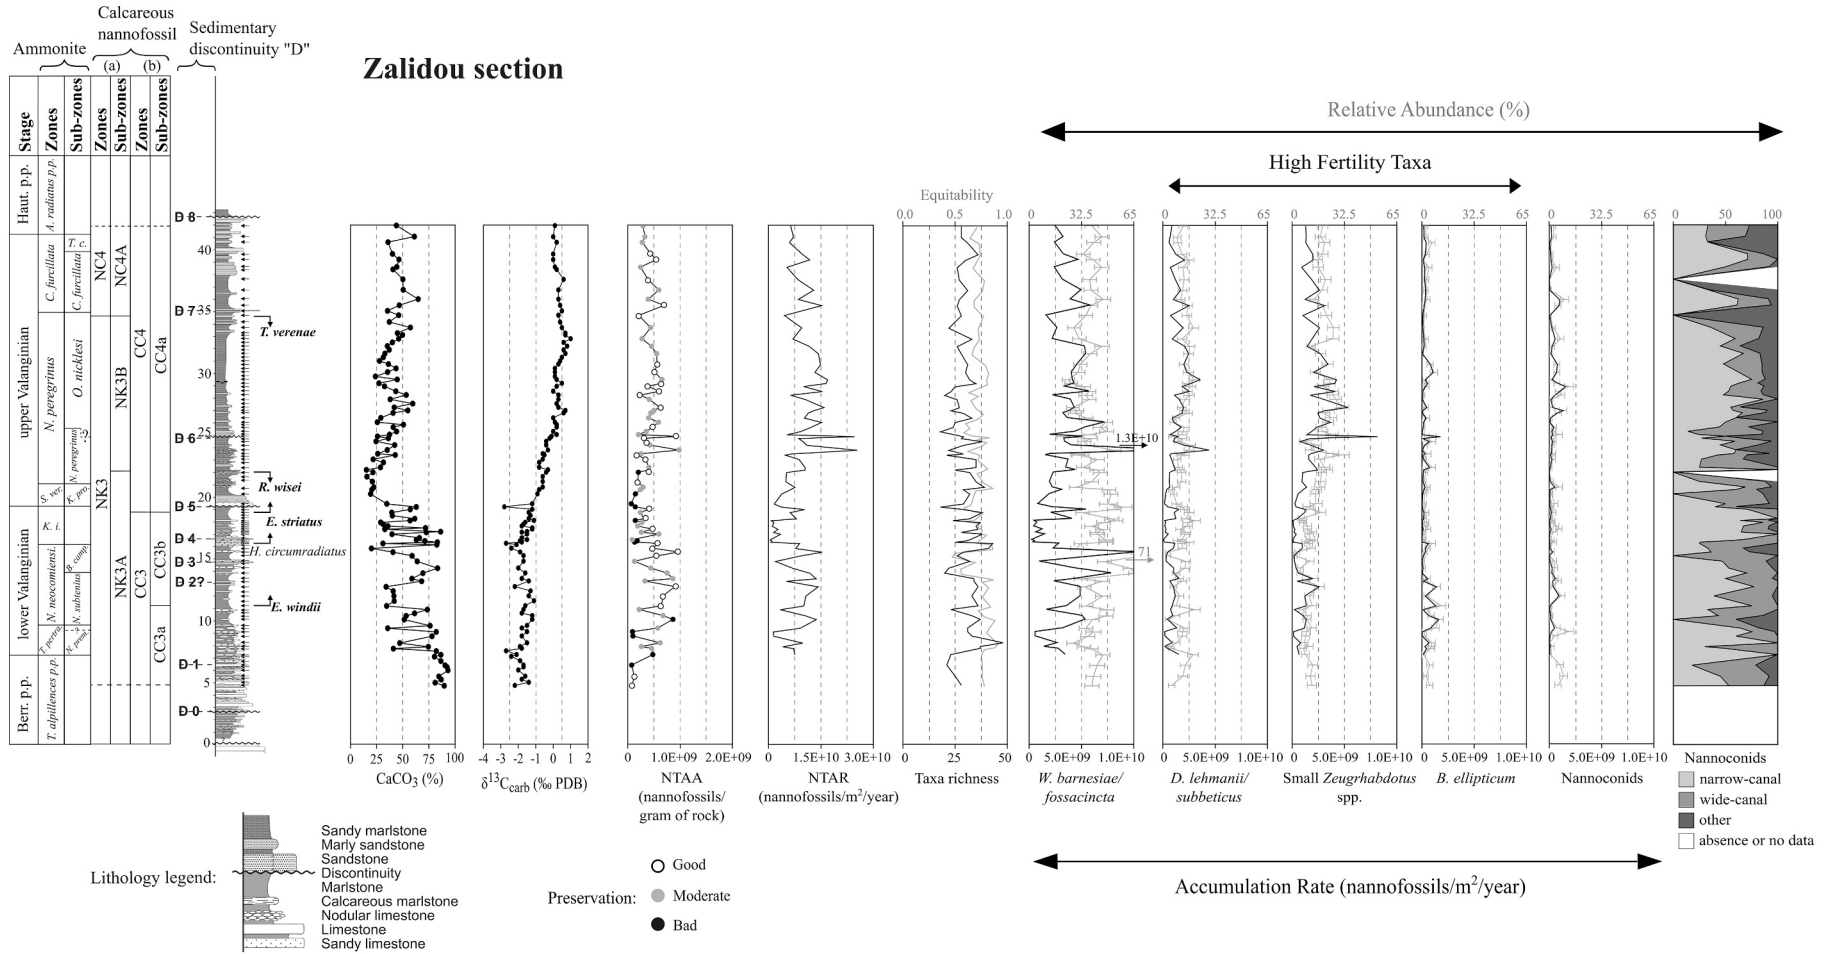 Calcareous nannofossil
Sedimentary discontinuity "D"
Ammonite
(a)
(b)
Zalidou section
Stage
Zones
Sub-zones
Zones
Sub-zones
Zones
Sub-zones
Haut. p.p.
upper Valanginian
lower Valanginian
Berr. p.p.
A. radiatus p.p.
C. furcillata
N. peregrinus
S. ver.
K. i.
N. neocomiensi.
T. pertra.
T. alpillences p.p.
T. c.
C. furcillata
O. nicklesi
?
N. peregrinus
K. pro.
B. camp.
N. subtenius
-?-
N. prem.
NC4
NK3
NC4A
NK3B
NK3A
CC4
CC3
CC4a
CC3b
CC3a
D 8
D 7
D 6
D 5
D 4
D 3
D 2?
D 1
D 0
40
35
30
25
20
15
10
5
0
T. verenae
R. wisei
E. striatus
H. circumradiatus
E. windii
Relative Abundance (%)
High Fertility Taxa
Equitability
0.0 0.5 1.0
0 32.5 65
0 32.5 65
0 32.5 65
0 32.5 65
0 32.5 65
0 50 100
1.3E+10
71
0 25 50 75 100
CaCO3 (%)
-4 -3 -2 -1 0 1 2
δ13Ccarb (‰ PDB)
0 1.0E+09 2.0E+09
NTAA
(nannofossils/
gram of rock)
0 1.5E+10 3.0E+10
NTAR
(nannofossils/m2/year)
0 25 50
Taxa richness
0 5.0E+09 1.0E+10
W. barnesiae/
fossacincta
0 5.0E+09 1.0E+10
D. lehmanii/
subbeticus
0 5.0E+09 1.0E+10
Small Zeugrhabdotus
spp.
0 5.0E+09 1.0E+10
B. ellipticum
0 5.0E+09 1.0E+10
Nannoconids
Nannoconids
narrow-canal
wide-canal
other
absence or no data
Accumulation Rate (nannofossils/m2/year)
Lithology legend:
Sandy marlstone
Marly sandstone
Sandstone
Discontinuity
Marlstone
Calcareous marlstone
Nodular limestone
Limestone
Sandy limestone
Preservation:
Good
Moderate
Bad